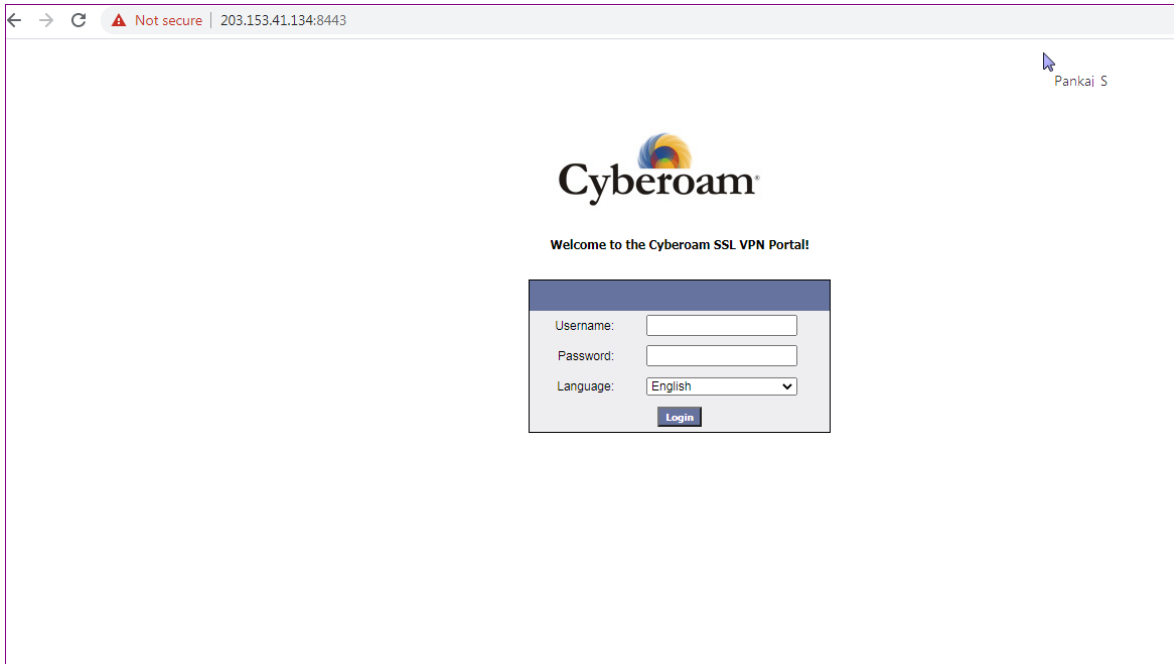 Not secure | 203.153.41.134:8443
Pankaj S
Cyberoam®
Welcome to the Cyberoam SSL VPN Portal!
Username:
Password:
Language: English
Login